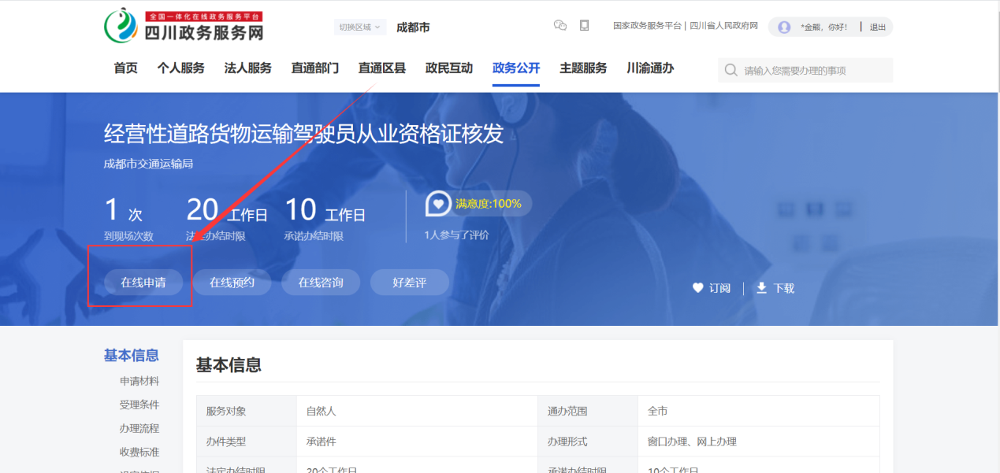 全国一体化在线政务服务平台
四川政务服务网
切换区域
成都市
国家政务服务平台 | 四川省人民政府网
*金熊，你好！ | 退出
首页 个人服务 法人服务 直通部门 直通区县 政民互动 政务公开 主题服务 川渝通办
请输入您需要办理的事项
经营性道路货物运输驾驶员从业资格证核发
成都市交通运输局
1 次 20 工作日 10 工作日
到现场次数 法定办结时限 承诺办结时限
满意度:100%
1人参与了评价
在线申请 在线预约 在线咨询 好差评
订阅 | 下载
基本信息
申请材料
受理条件
办理流程
收费标准
设定依据
基本信息
服务对象 自然人 通办范围 全市
办件类型 承诺件 办理形式 窗口办理、网上办理
法定办结时限 20个工作日 承诺办结时限 10个工作日